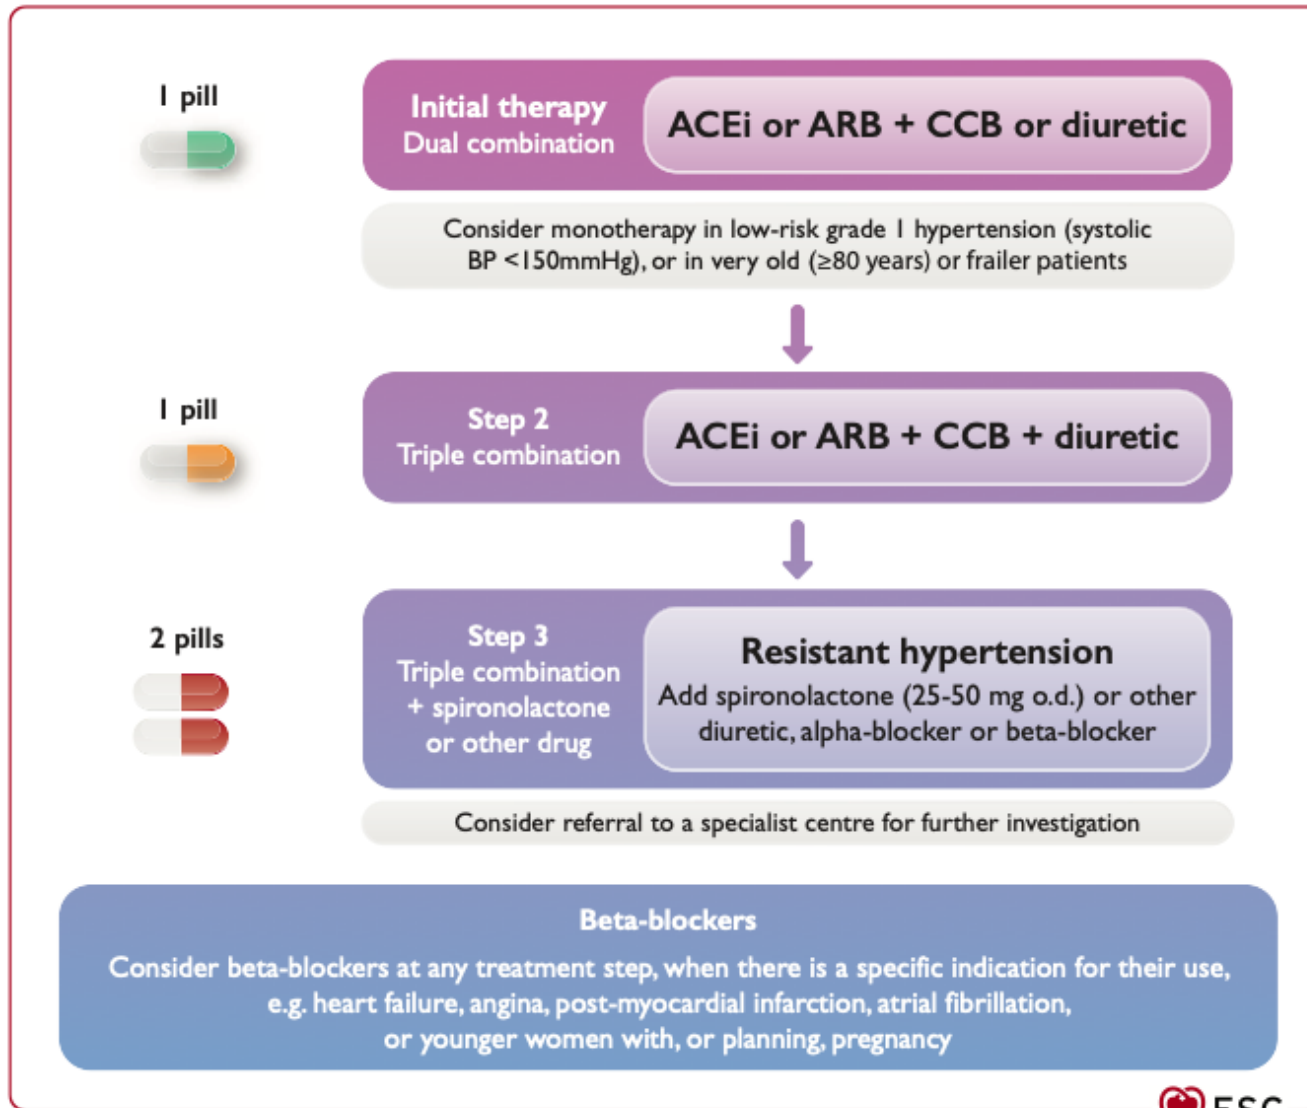 1 pill
Initial therapy
Dual combination
ACEi or ARB + CCB or diuretic
Consider monotherapy in low-risk grade 1 hypertension (systolic
BP <150mmHg), or in very old (≥80 years) or frailer patients
1 pill
Step 2
Triple combination
ACEi or ARB + CCB + diuretic
2 pills
Step 3
Triple combination
+ spironolactone
or other drug
Resistant hypertension
Add spironolactone (25-50 mg o.d.) or other
diuretic, alpha-blocker or beta-blocker
Consider referral to a specialist centre for further investigation
Beta-blockers
Consider beta-blockers at any treatment step, when there is a specific indication for their use,
e.g. heart failure, angina, post-myocardial infarction, atrial fibrillation,
or younger women with, or planning, pregnancy
ESC